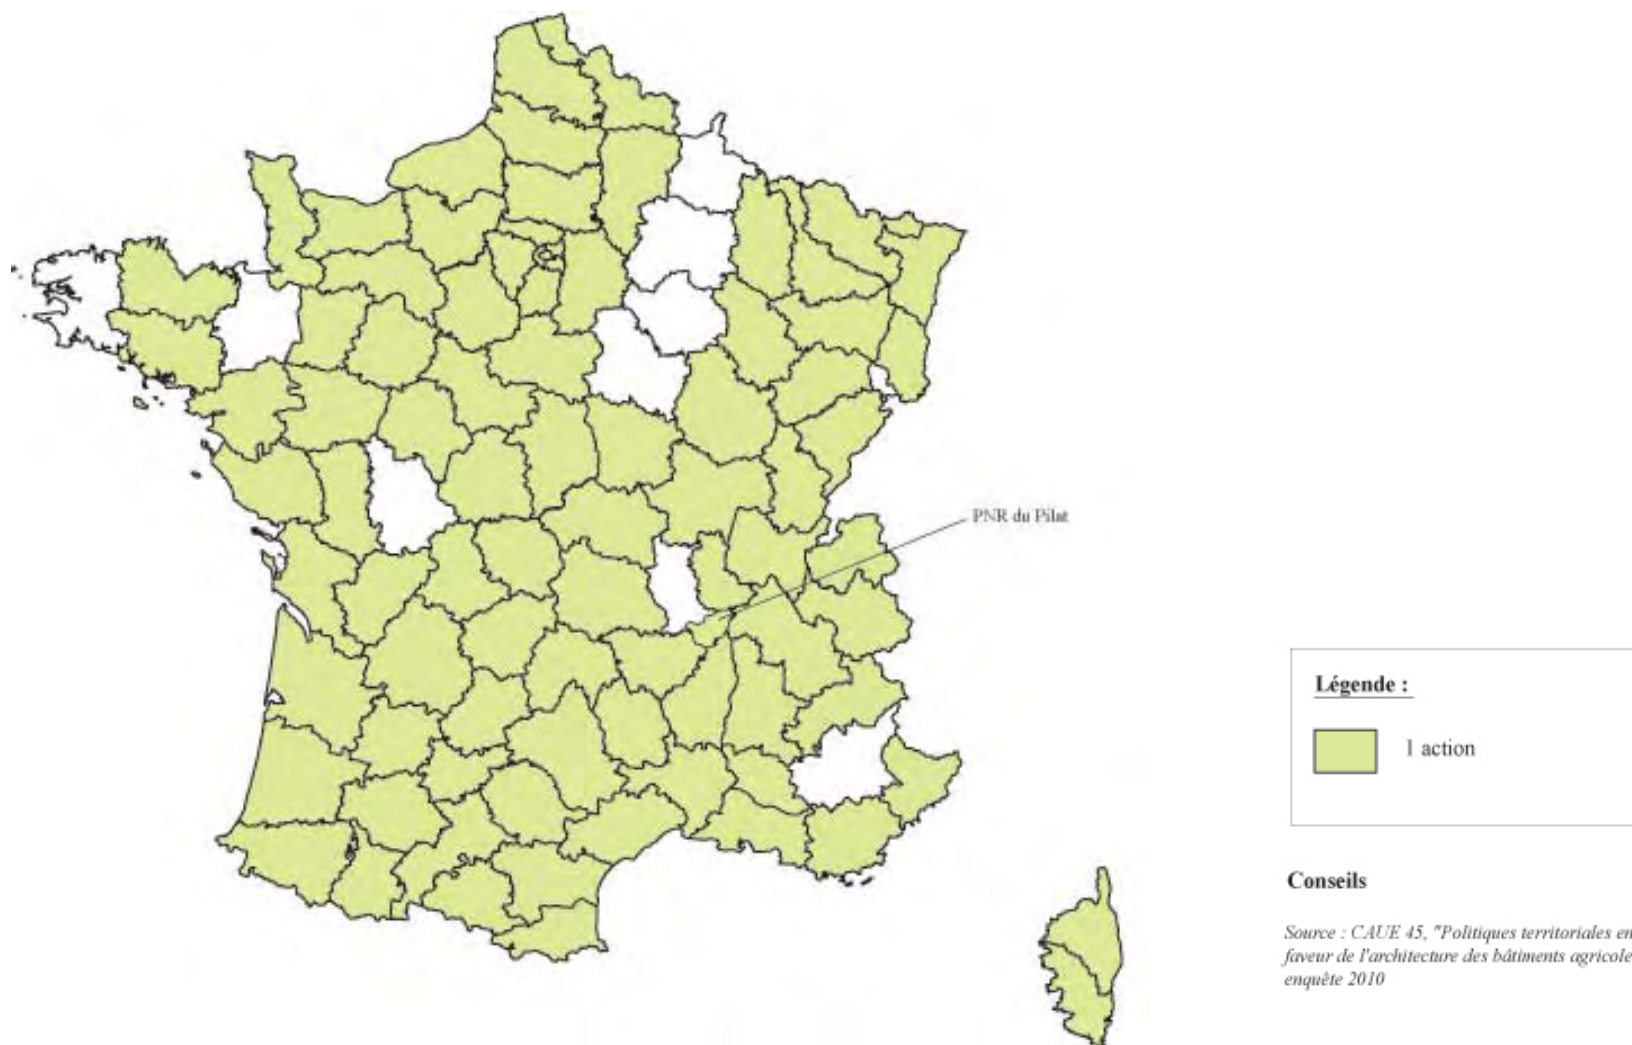 PNR du Pilat
Légende :
1 action
Conseils
Source : CAUE 45, "Politiques territoriales en
faveur de l'architecture des bâtiments agricole
enquête 2010